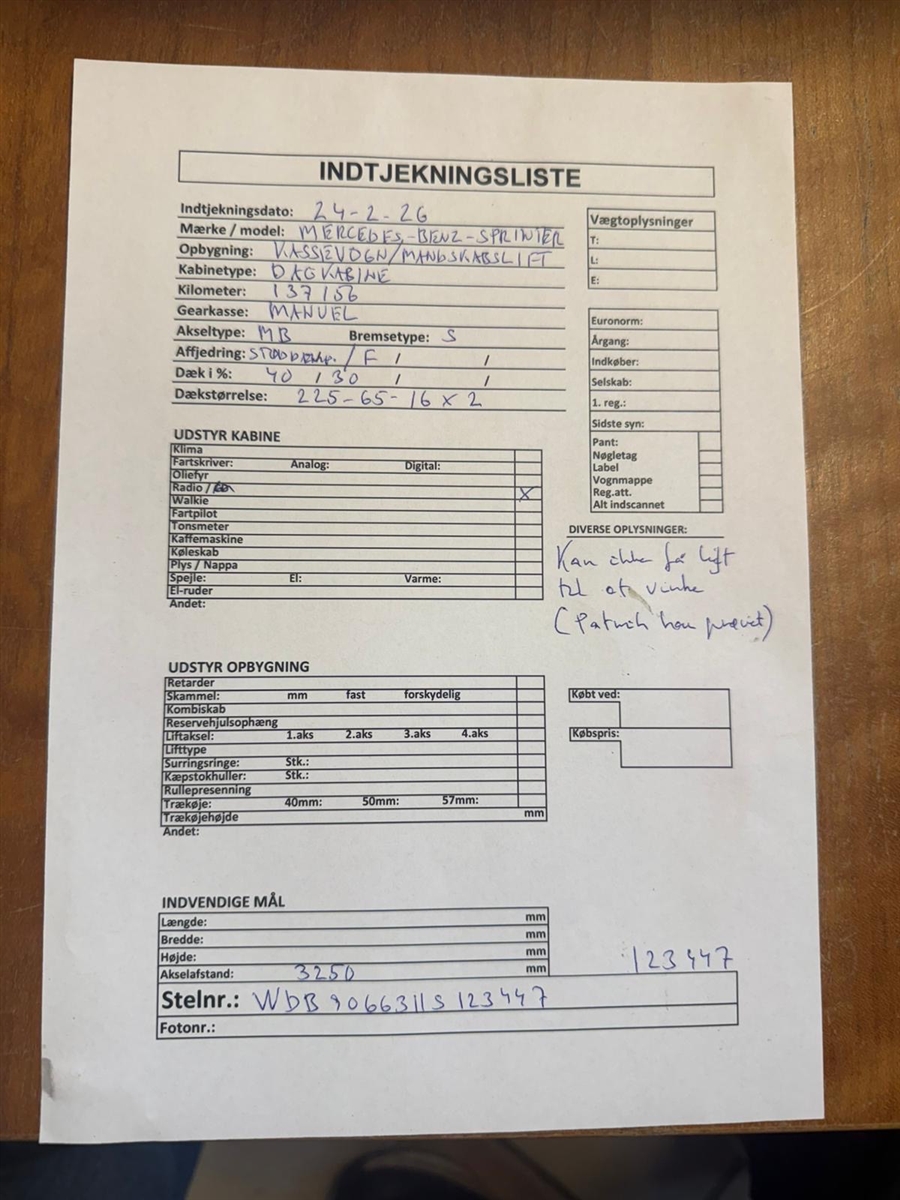 INDTJEKNINGSLISTE
Indtjekningsdato: 24-2-26
Mærke / model: MERCEDES-BENZ-SPRINTER
Opbygning: KASSEVOGN/MANDSKABSLIFT
Kabinetype: DAGKABINE
Kilometer: 137156
Gearkasse: MANUEL
Akseltype: MB Bremsetype: S
Affjedring: / F / /
Dæk i %: 40 / 30 / /
Dækstørrelse: 225-65-16 x 2
Vægtoplysninger
T:
L:
E:
Euronorm:
Årgang:
Indkøber:
Selskab:
1. reg.:
Sidste syn:
Pant:
Nøgletag
Label
Vognmappe
Reg.att.
Alt indscannet
UDSTYR KABINE
Klima
Fartskriver: Analog: Digital:
Oliefyr
Radio / X
Walkie
Fartpilot
Tonsmeter
Kaffemaskine
Køleskab
Plys / Nappa
Spejle: El: Varme:
El-ruder
Andet:
DIVERSE OPLYSNINGER:
Kan ikke få lift
til at virke
(Patrick har prøvet)
UDSTYR OPBYGNING
Retarder
Skammel: mm fast forskydelig
Kombiskab
Reservehjulsophæng
Liftaksel: 1.aks 2.aks 3.aks 4.aks
Lifttype
Surringsringe: Stk.:
Kæpstokhuller: Stk.:
Rullepresenning
Trækøje: 40mm: 50mm: 57mm:
Trækøjehøjde mm
Andet:
Købt ved:
Købspris:
INDVENDIGE MÅL
Længde: mm
Bredde: mm
Højde: mm
Akselafstand: 3250 mm
123447
Stelnr.: WDB9066311S123447
Fotonr.: